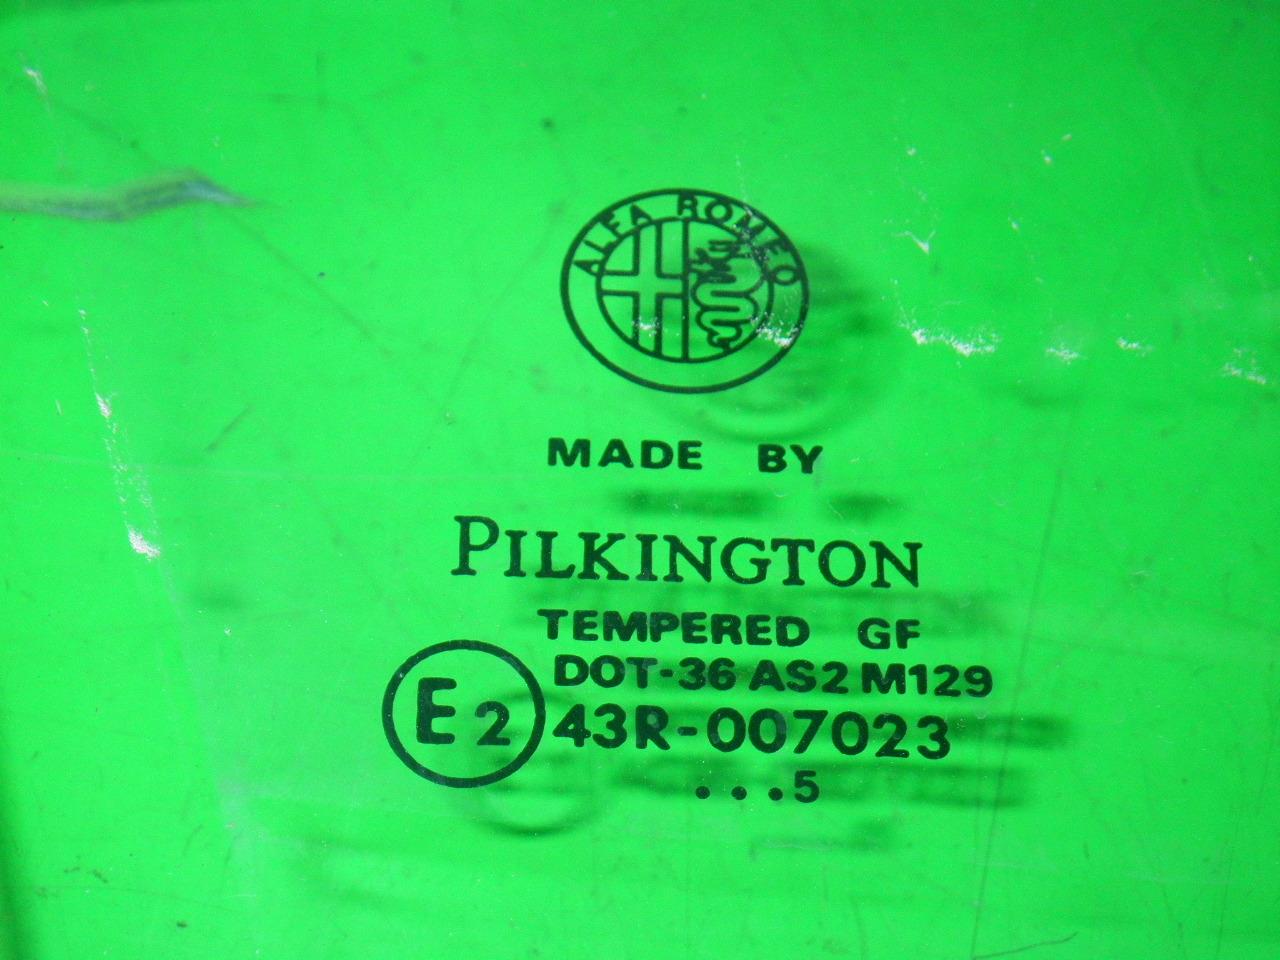 ALFA ROMEO
MADE BY
PILKINGTON
TEMPERED GF
DOT-36 AS2 M129
E2 43R-007023
...5